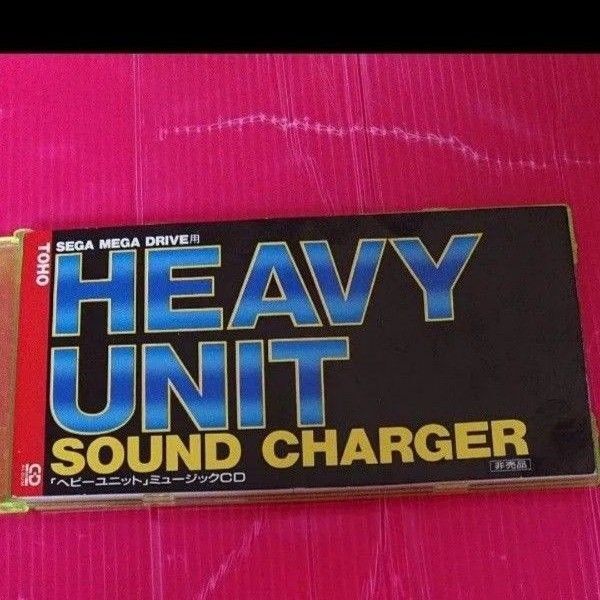 TOHO
SEGA MEGA DRIVE用
HEAVY
UNIT
SOUND CHARGER
「ヘビーユニット」ミュージックCD
非売品
CD